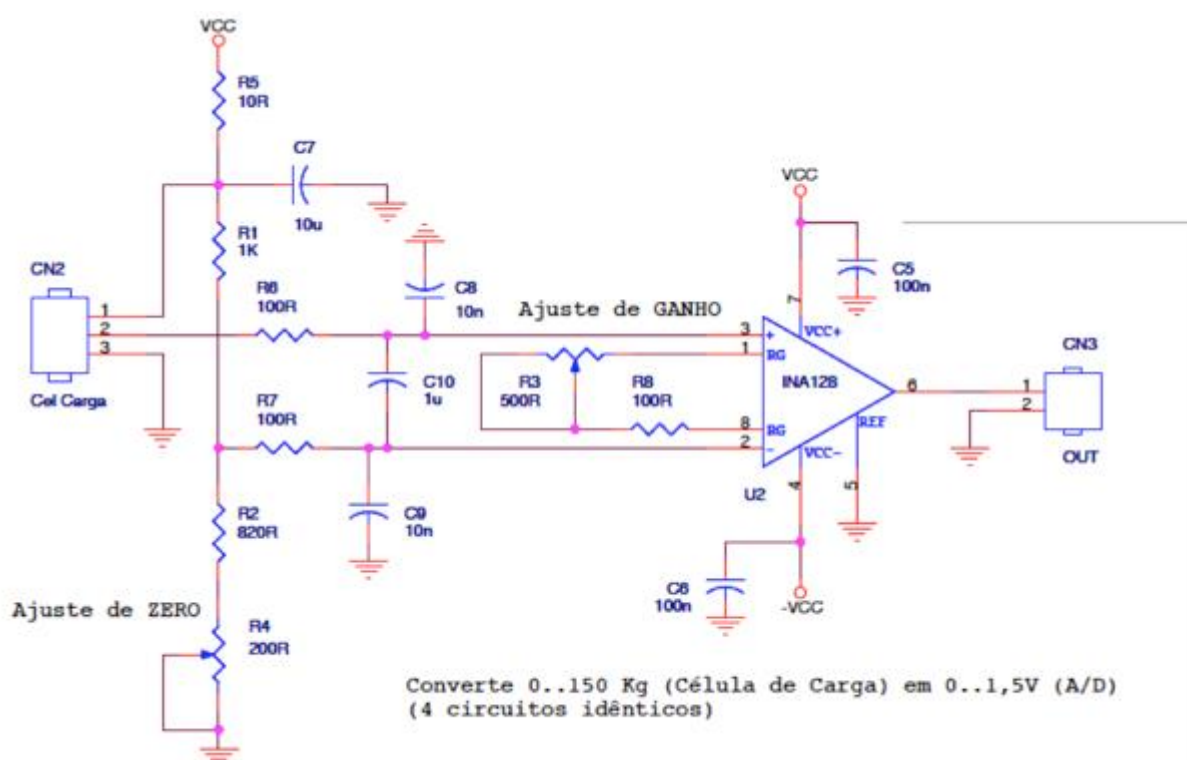 VCC
R5
10R
C7
10u
R1
1K
CN2
1
2
3
Cel Carga
R6
100R
C8
10n
Ajuste de GANHO
C10
1u
R3
500R
R8
100R
R7
100R
C9
10n
R2
820R
Ajuste de ZERO
R4
200R
VCC
C5
100n
7
VCC+
3
+
1
RG
INA128
8
RG
2
-
VCC-
REF
6
U2
4
5
C6
100n
-VCC
CN3
1
2
OUT
Converte 0..150 Kg (Célula de Carga) em 0..1,5V (A/D)
(4 circuitos idênticos)